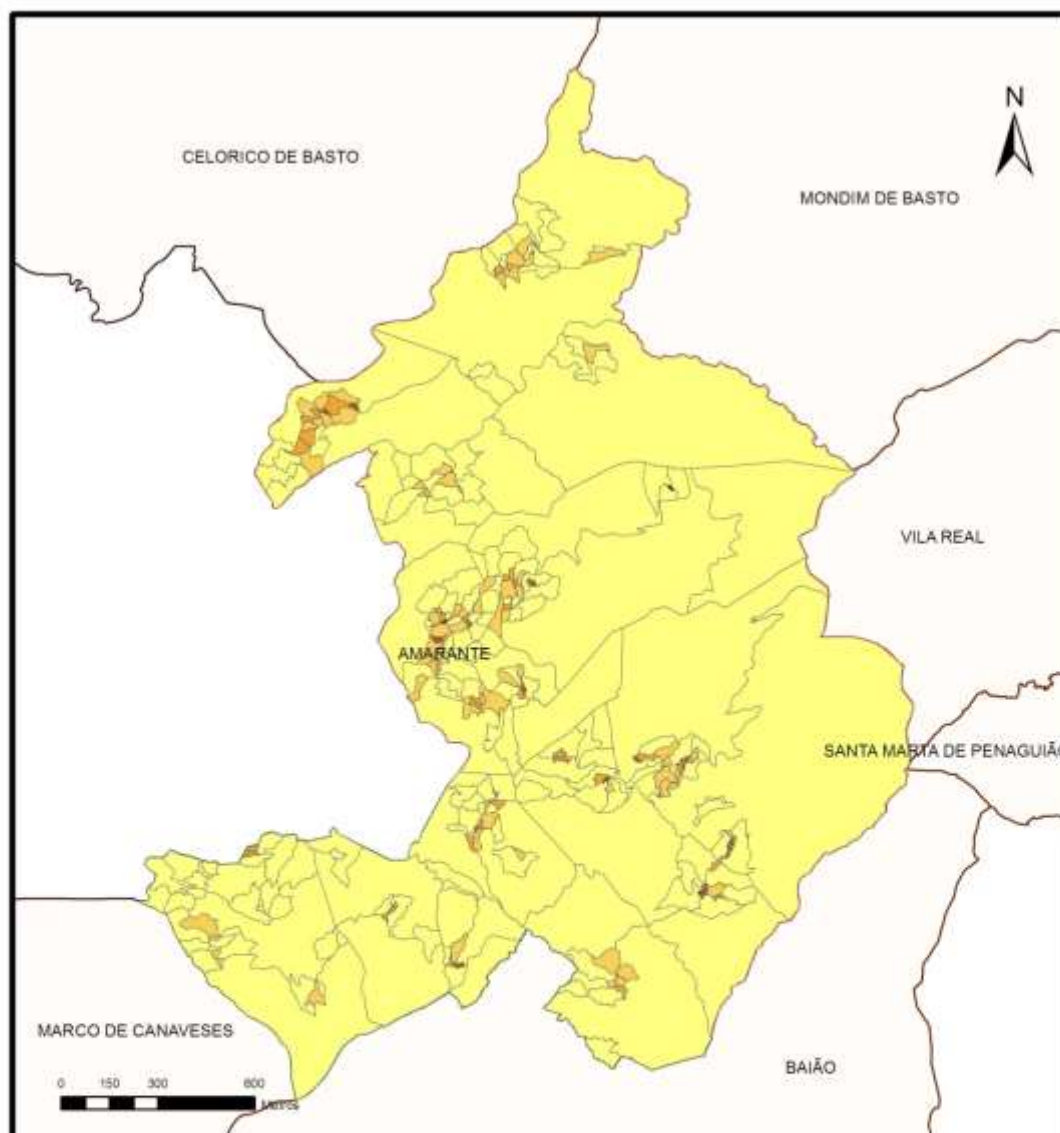 N
CELORICO DE BASTO
MONDIM DE BASTO
VILA REAL
AMARANTE
SANTA MARTA DE PENAGUIÃO
MARCO DE CANAVESES
BAIÃO
0 150 300 600
Metros